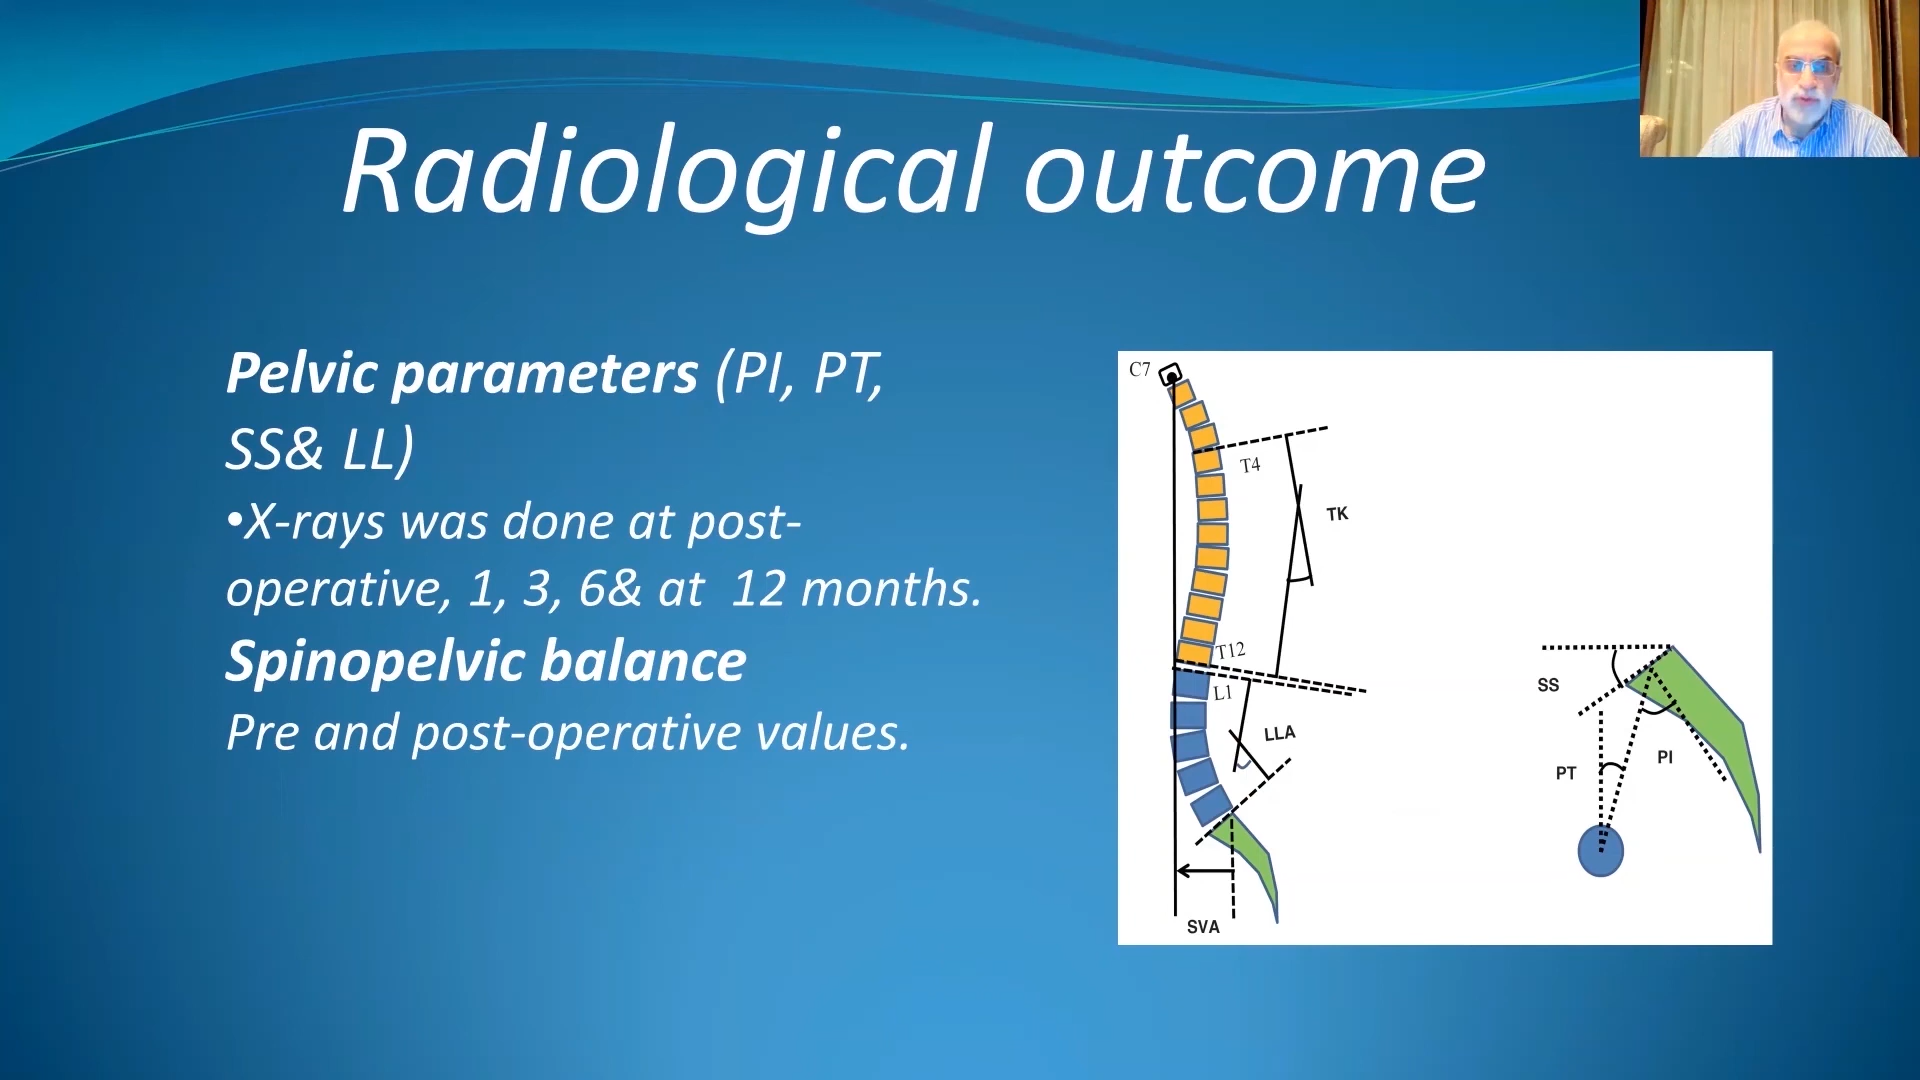 Radiological outcome
Pelvic parameters (PI, PT,
SS& LL)
•X-rays was done at post-
operative, 1, 3, 6& at  12 months.
Spinopelvic balance
Pre and post-operative values.
C7
T4
TK
T12
L1
LLA
SVA
SS
PT
PI